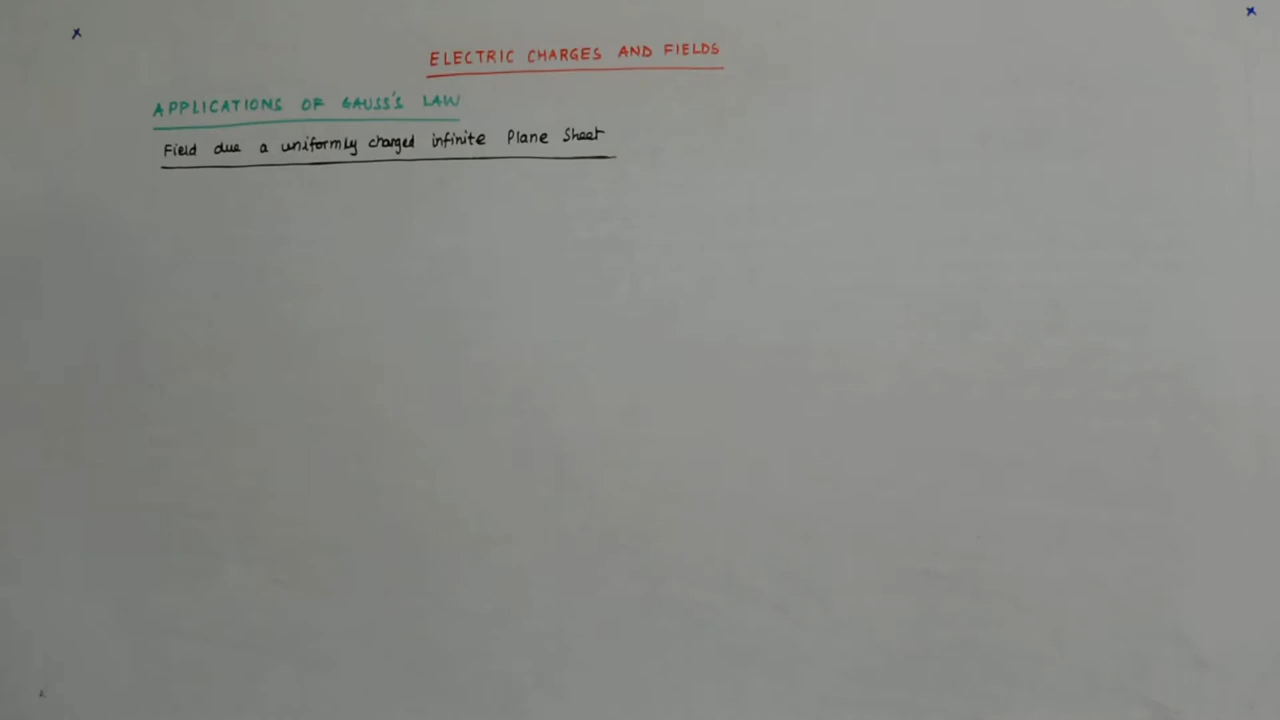 ELECTRIC CHARGES AND FIELDS
APPLICATIONS OF GAUSS'S LAW
Field due a uniformly charged infinite Plane Sheet